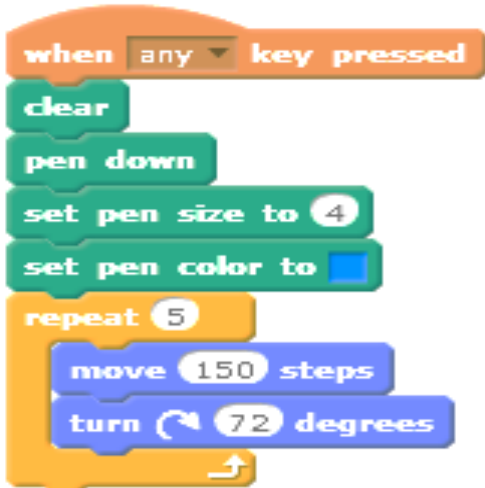 when any key pressed
clear
pen down
set pen size to 4
set pen color to
repeat 5
move 150 steps
turn 72 degrees